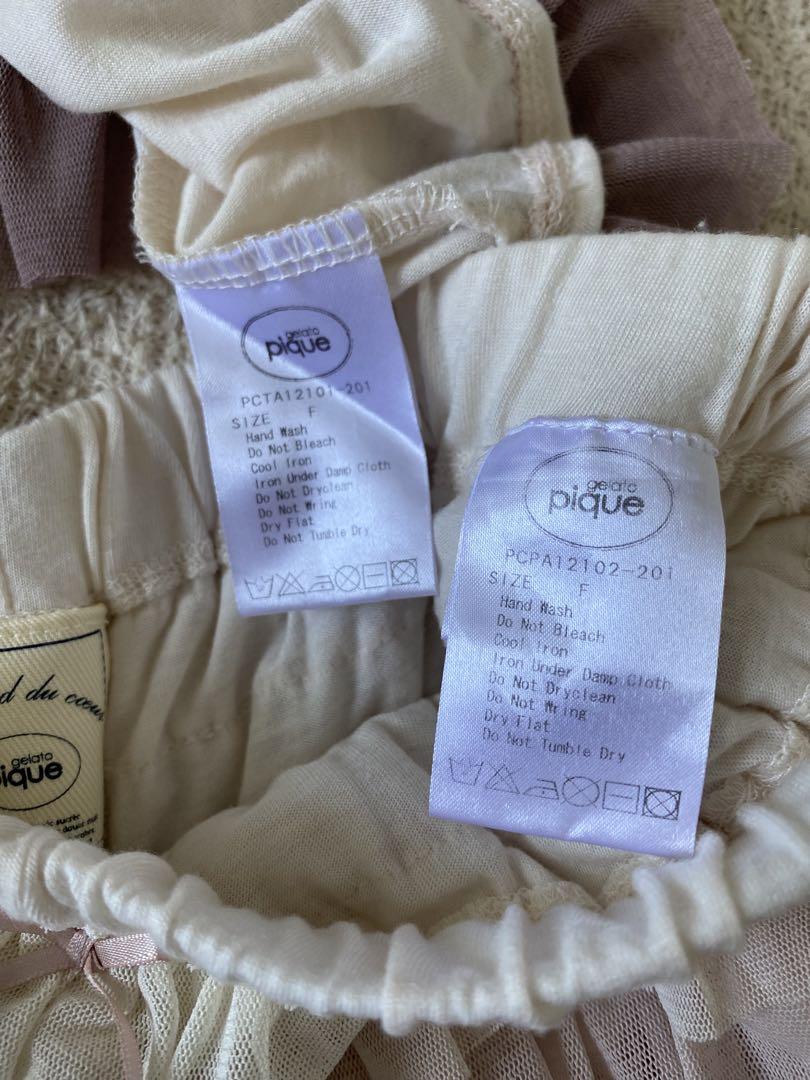 gelato
pique
PCTA12101-201
SIZE F
Hand Wash
Do Not Bleach
Cool Iron
Iron Under Damp Cloth
Do Not Dryclean
Do Not Wring
Dry Flat
Do Not Tumble Dry
gelato
pique
PCPA12102-201
SIZE F
Hand Wash
Do Not Bleach
Cool Iron
Iron Under Damp Cloth
Do Not Dryclean
Do Not Wring
Dry Flat
Do Not Tumble Dry
d du cœur
gelato
pique